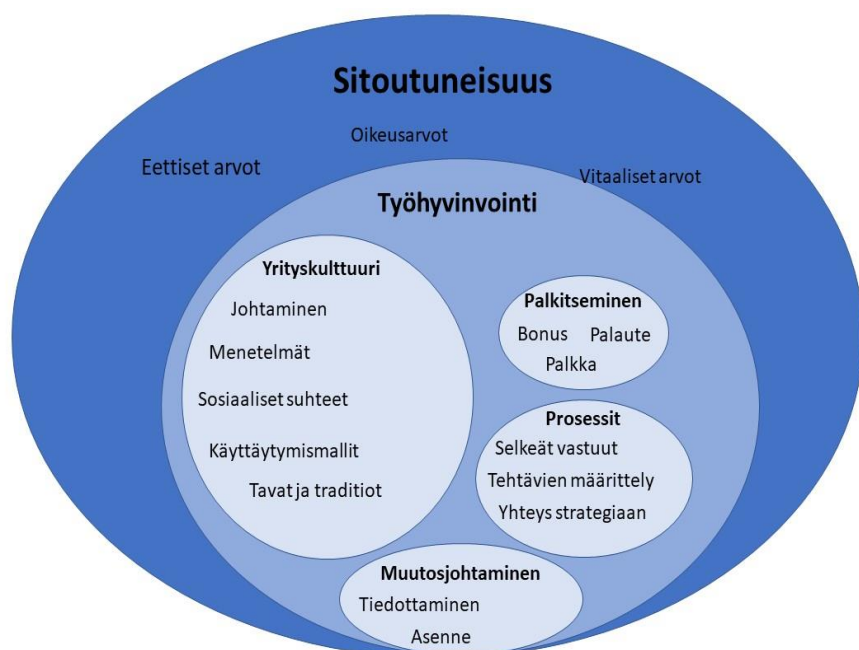 Sitoutuneisuus
Oikeusarvot
Eettiset arvot
Vitaaliset arvot
Työhyvinvointi
Yrityskulttuuri
Johtaminen
Menetelmät
Sosiaaliset suhteet
Käyttäytymismallit
Tavat ja traditiot
Palkitseminen
Bonus Palaute
Palkka
Prosessit
Selkeät vastuut
Tehtävien määrittely
Yhteys strategiaan
Muutosjohtaminen
Tiedottaminen
Asenne